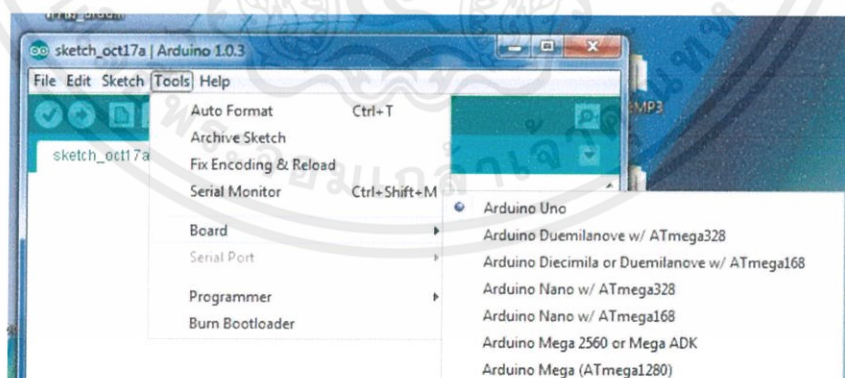 sketch_oct17a | Arduino 1.0.3
File Edit Sketch Tools Help
MP3
sketch_oct17a
Auto Format Ctrl+T
Archive Sketch
Fix Encoding & Reload
Serial Monitor Ctrl+Shift+M
Board
Serial Port
Programmer
Burn Bootloader
Arduino Uno
Arduino Duemilanove w/ ATmega328
Arduino Diecimila or Duemilanove w/ ATmega168
Arduino Nano w/ ATmega328
Arduino Nano w/ ATmega168
Arduino Mega 2560 or Mega ADK
Arduino Mega (ATmega1280)